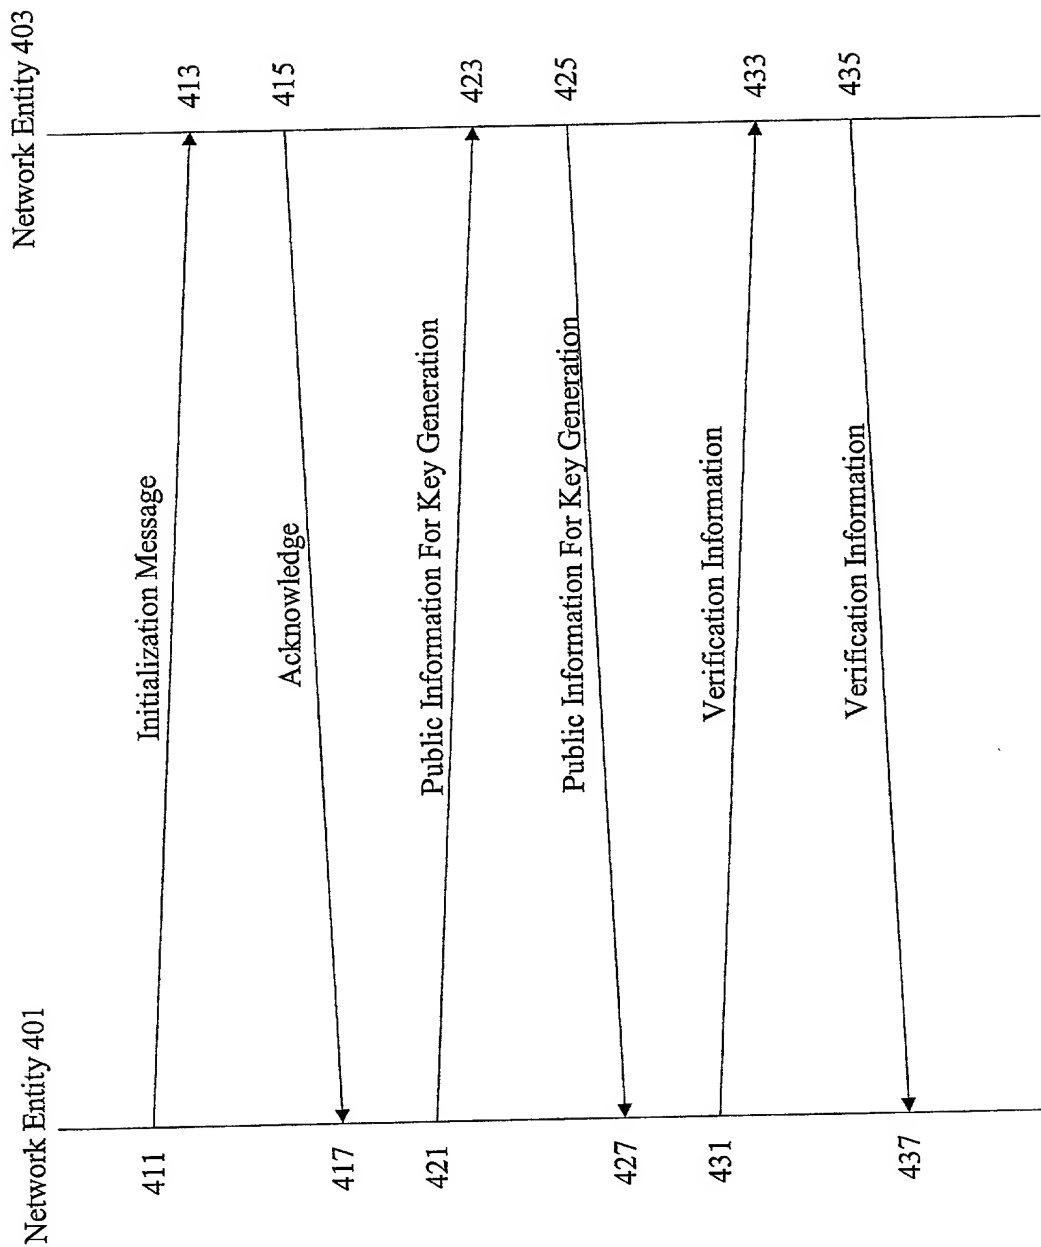 Network Entity 401
Network Entity 403
411
Initialization Message
413
415
Acknowledge
417
421
Public Information For Key Generation
423
425
Public Information For Key Generation
427
431
Verification Information
433
435
Verification Information
437